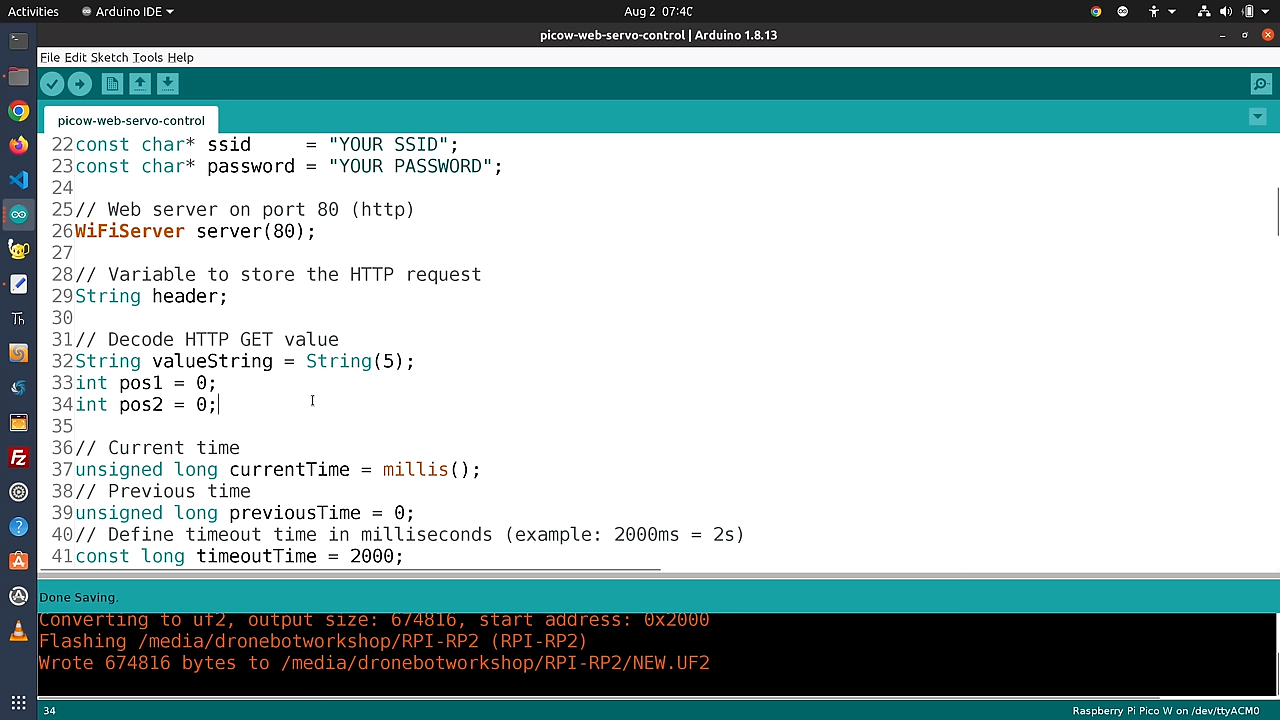 Activities
Arduino IDE
Aug 2 07:40
picow-web-servo-control | Arduino 1.8.13
File Edit Sketch Tools Help
picow-web-servo-control
22 const char* ssid     = "YOUR SSID";
23 const char* password = "YOUR PASSWORD";
24
25 // Web server on port 80 (http)
26 WiFiServer server(80);
27
28 // Variable to store the HTTP request
29 String header;
30
31 // Decode HTTP GET value
32 String valueString = String(5);
33 int pos1 = 0;
34 int pos2 = 0;
35
36 // Current time
37 unsigned long currentTime = millis();
38 // Previous time
39 unsigned long previousTime = 0;
40 // Define timeout time in milliseconds (example: 2000ms = 2s)
41 const long timeoutTime = 2000;
Done Saving.
Converting to uf2, output size: 674816, start address: 0x2000
Flashing /media/dronebotworkshop/RPI-RP2 (RPI-RP2)
Wrote 674816 bytes to /media/dronebotworkshop/RPI-RP2/NEW.UF2
34
Raspberry Pi Pico W on /dev/ttyACM0
Th
Fz